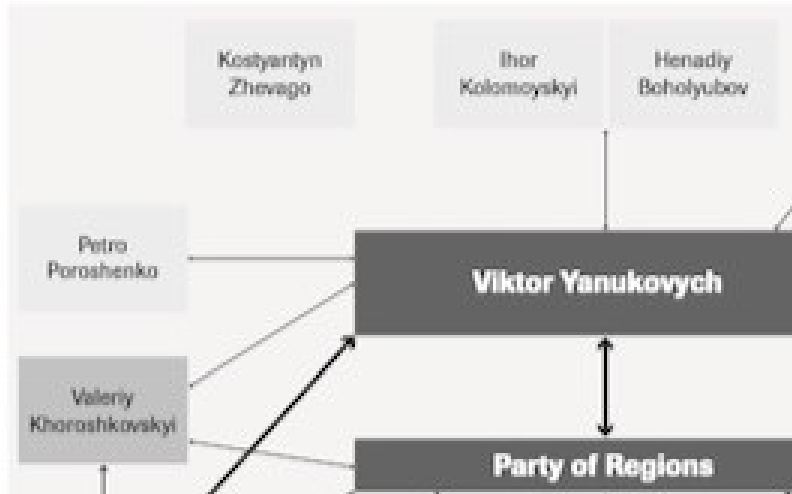 Kostyantyn
Zhevago
Ihor
Kolomoyskyi
Henadiy
Boholyubov
Petro
Poroshenko
Viktor Yanukovych
Valeriy
Khoroshkovskyi
Party of Regions